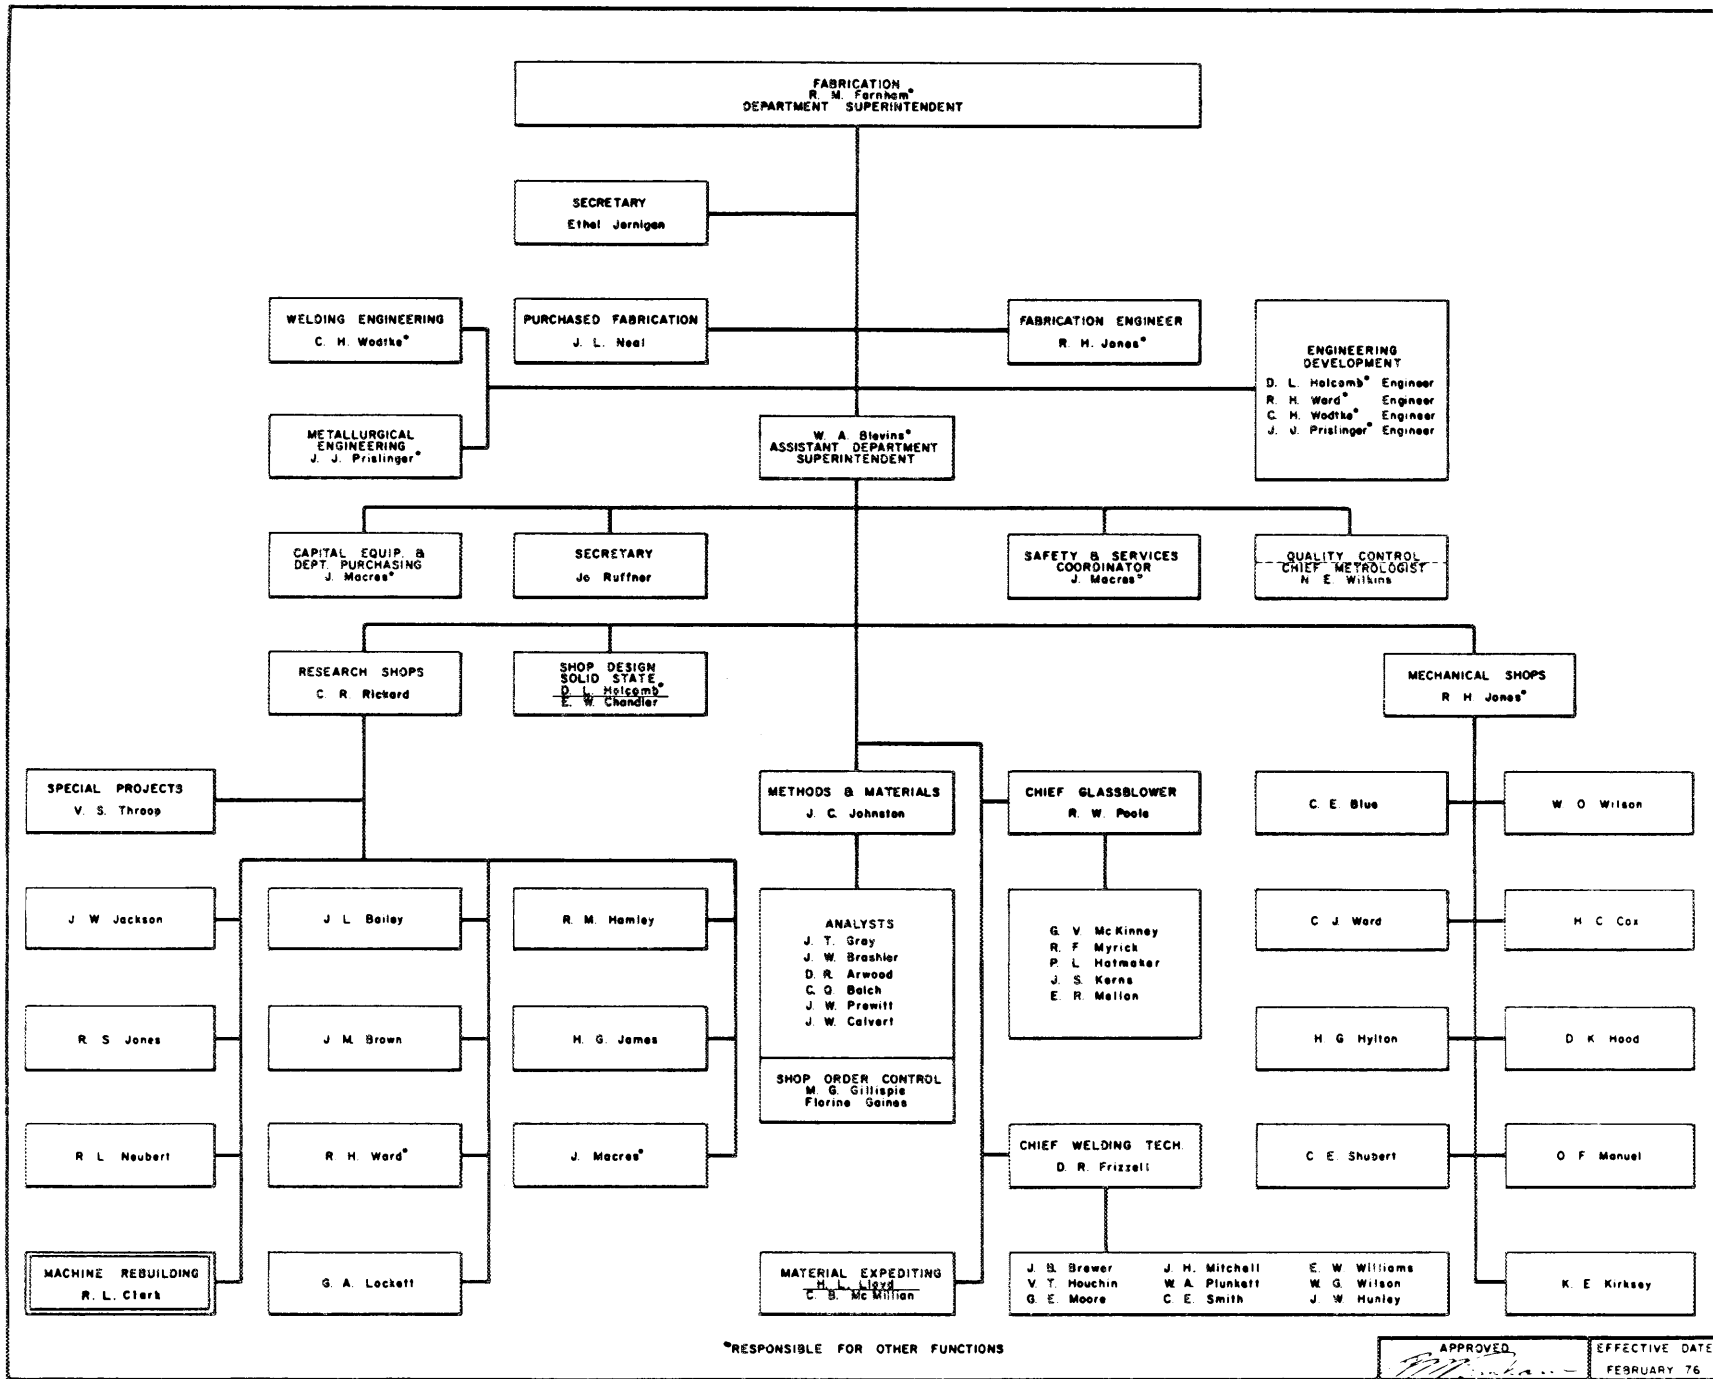 FABRICATION
R. M. Farnham*
DEPARTMENT SUPERINTENDENT
SECRETARY
Ethel Jernigan
WELDING ENGINEERING
C. H. Wodtke*
PURCHASED FABRICATION
J. L. Neal
FABRICATION ENGINEER
R. H. Jones*
ENGINEERING
DEVELOPMENT
D. L. Holcomb* Engineer
R. H. Ward* Engineer
C. H. Wodtke* Engineer
J. J. Prislinger* Engineer
METALLURGICAL
ENGINEERING
J. J. Prislinger*
W. A. Blevins*
ASSISTANT DEPARTMENT
SUPERINTENDENT
CAPITAL EQUIP. &
DEPT. PURCHASING
J. Macres*
SECRETARY
Jo Ruffner
SAFETY & SERVICES
COORDINATOR
J. Macres*
QUALITY CONTROL
CHIEF METROLOGIST
N. E. Wilkins
RESEARCH SHOPS
C. R. Rickard
SHOP DESIGN
SOLID STATE
D. L. Holcomb*
E. W. Chandler
MECHANICAL SHOPS
R H Jones*
SPECIAL PROJECTS
V. S. Throop
METHODS & MATERIALS
J. C. Johnston
CHIEF GLASSBLOWER
R. W. Poole
C. E. Blue
W. O Wilson
J W Jackson
J L Bailey
R. M. Hamley
ANALYSTS
J. T. Gray
J. W. Brashier
D. R. Arwood
C. Q. Balch
J. W. Prewitt
J. W. Calvert
G. V. McKinney
R. F Myrick
P. L Hatmaker
J. S. Kerns
E. R. Mellon
C J. Ward
H C Cox
R. S Jones
J. M. Brown
H. G. James
SHOP ORDER CONTROL
M. G. Gillispie
Florine Gaines
H G Hylton
D K Hood
R L Neubert
R. H. Ward*
J. Macres*
CHIEF WELDING TECH.
D. R. Frizzell
C E. Shubert
O F Manuel
MACHINE REBUILDING
R. L. Clark
G. A. Lockett
MATERIAL EXPEDITING
H. L. Lloyd
C. B. McMillian
J. B. Brewer J. H. Mitchell E. W. Williams
V. T. Houchin W. A. Plunkett W. G. Wilson
G. E. Moore C. E. Smith J. W. Hunley
K. E Kirksey
*RESPONSIBLE FOR OTHER FUNCTIONS
APPROVED
EFFECTIVE DATE
FEBRUARY 76